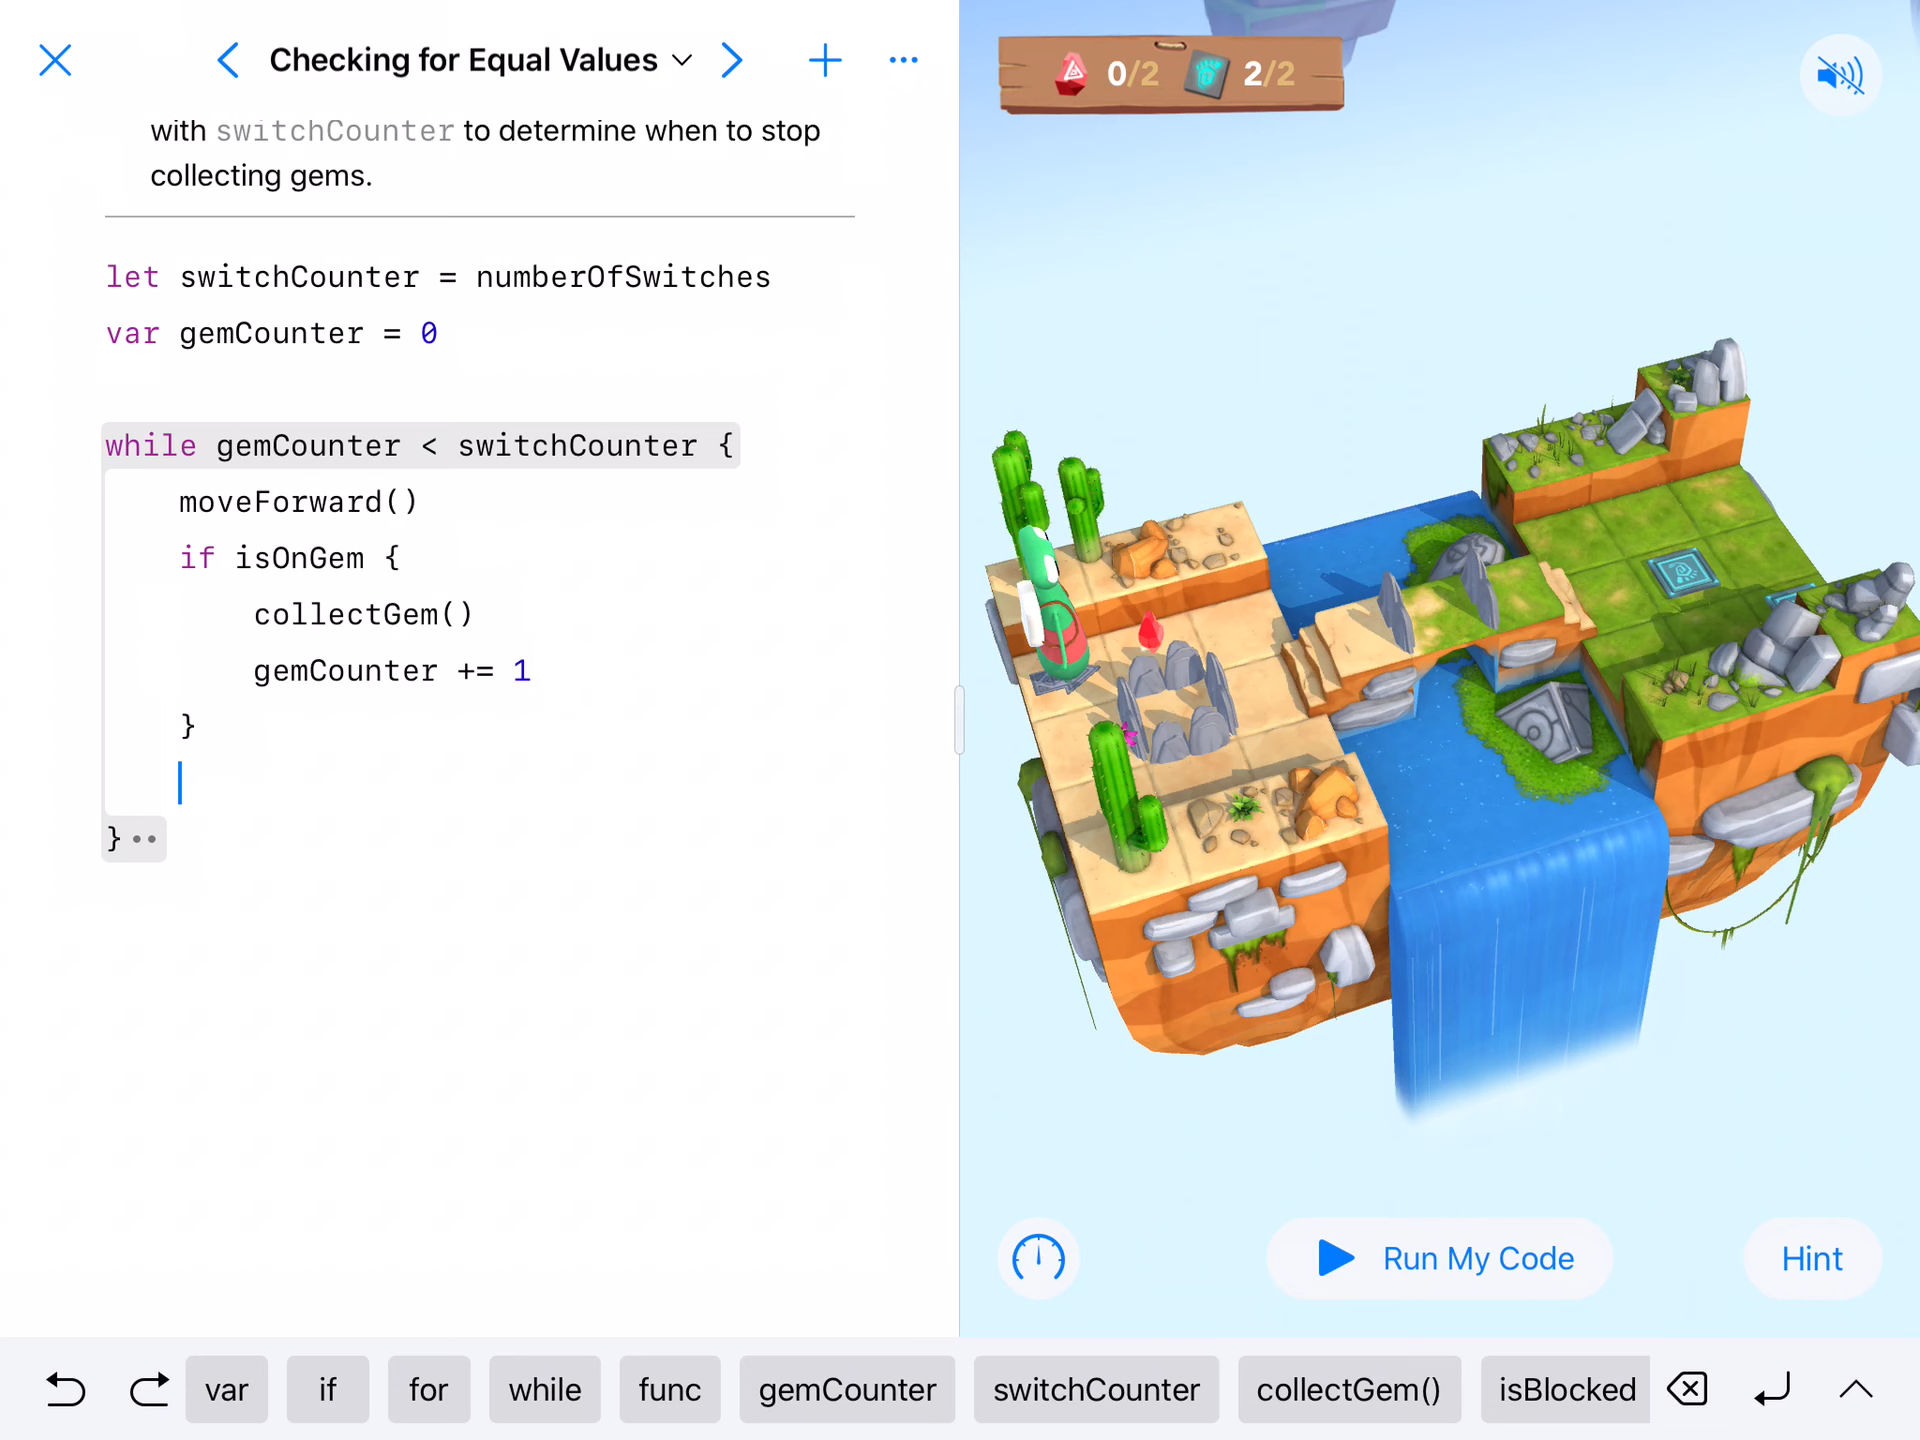 Checking for Equal Values
with switchCounter to determine when to stop
collecting gems.
let switchCounter = numberOfSwitches
var gemCounter = 0
while gemCounter < switchCounter {
moveForward()
if isOnGem {
collectGem()
gemCounter += 1
}
}
0/2 2/2
Run My Code
Hint
var if for while func gemCounter switchCounter collectGem() isBlocked